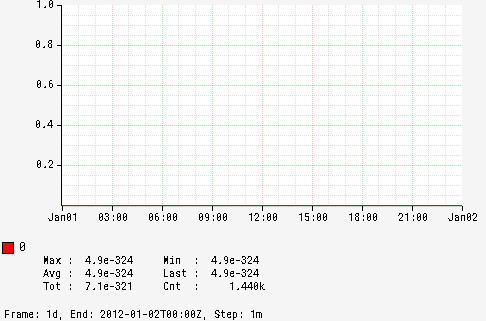 1.0
0.8
0.6
0.4
0.2
Jan01 03:00 06:00 09:00 12:00 15:00 18:00 21:00 Jan02
0
Max : 4.9e-324 Min : 4.9e-324
Avg : 4.9e-324 Last : 4.9e-324
Tot : 7.1e-321 Cnt : 1.440k
Frame: 1d, End: 2012-01-02T00:00Z, Step: 1m